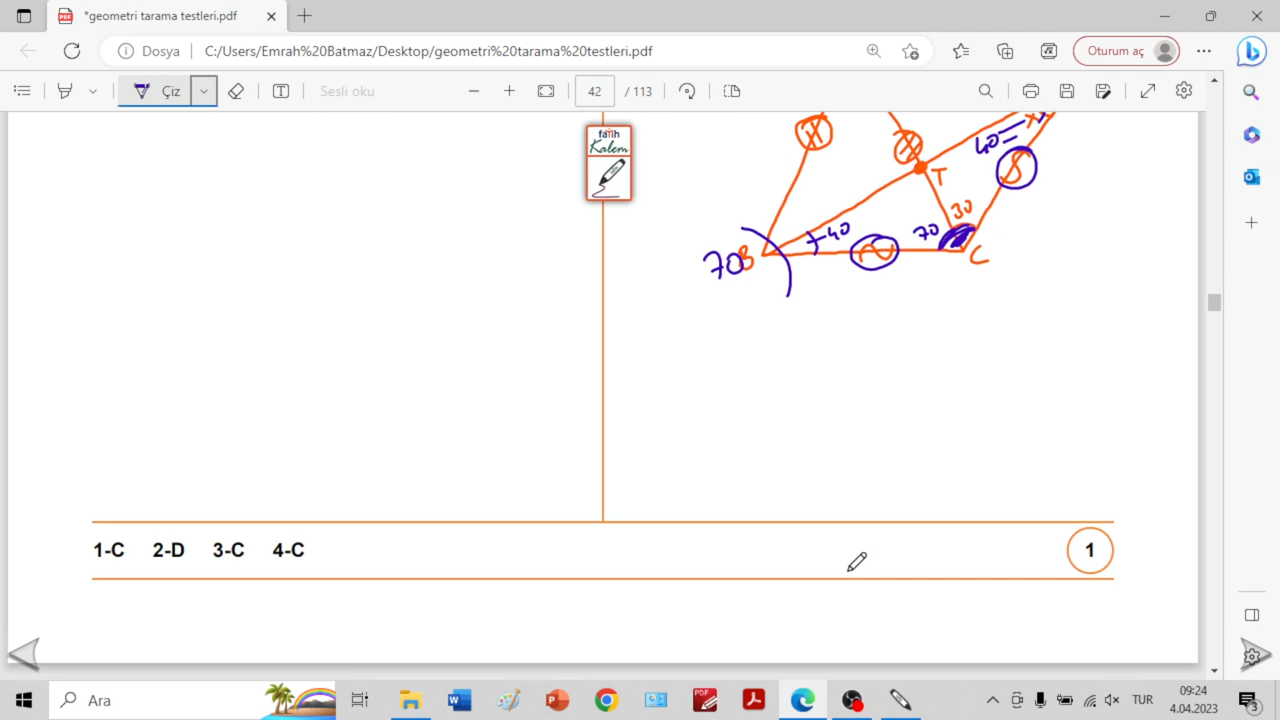 *geometri tarama testleri.pdf
Dosya
C:/Users/Emrah%20Batmaz/Desktop/geometri%20tarama%20testleri.pdf
Oturum aç
Çiz
Sesli oku
42 / 113
fatih
Kalem
40
T
30
40
70
70
B
C
1-C 2-D 3-C 4-C
1
Ara
TUR
09:24
4.04.2023
3